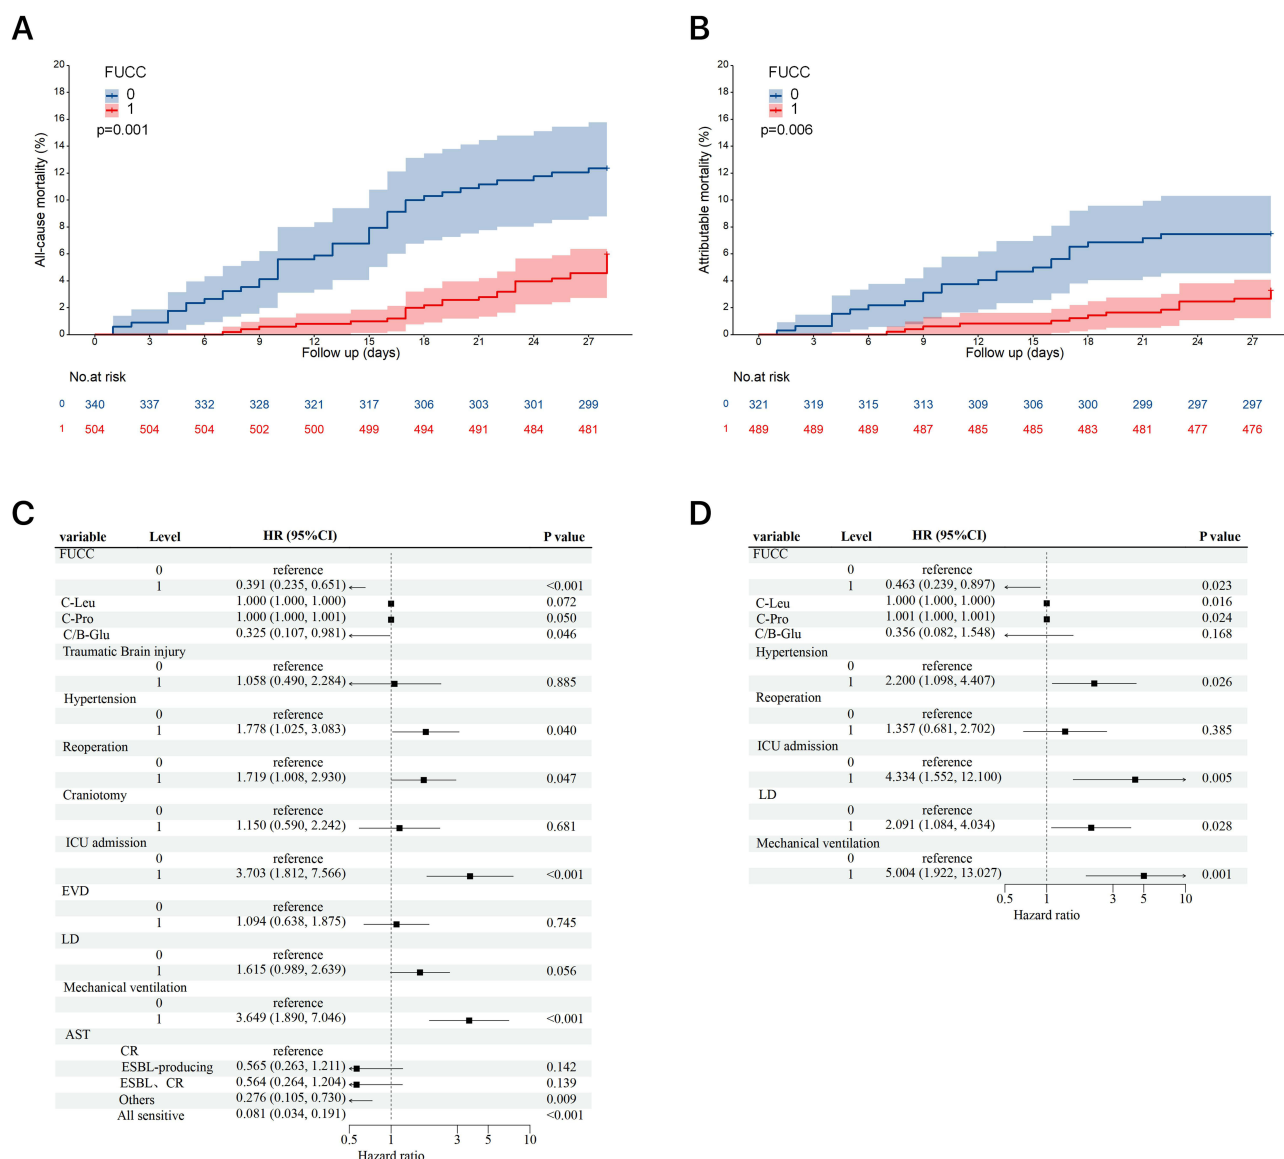 A
B
20
18
16
14
12
10
8
6
4
2
0
All-cause mortality (%)
FUCC
0
1
p=0.001
0 3 6 9 12 15 18 21 24 27
Follow up (days)
No.at risk
0 340 337 332 328 321 317 306 303 301 299
1 504 504 504 502 500 499 494 491 484 481
20
18
16
14
12
10
8
6
4
2
0
Attributable mortality (%)
FUCC
0
1
p=0.006
0 3 6 9 12 15 18 21 24 27
Follow up (days)
No.at risk
0 321 319 315 313 309 306 300 299 297 297
1 489 489 489 487 485 485 483 481 477 476
C
variable Level HR (95%CI) P value
FUCC
0 reference
1 0.391 (0.235, 0.651) <0.001
C-Leu 1.000 (1.000, 1.000) 0.072
C-Pro 1.000 (1.000, 1.001) 0.050
C/B-Glu 0.325 (0.107, 0.981) 0.046
Traumatic Brain injury
0 reference
1 1.058 (0.490, 2.284) 0.885
Hypertension
0 reference
1 1.778 (1.025, 3.083) 0.040
Reoperation
0 reference
1 1.719 (1.008, 2.930) 0.047
Craniotomy
0 reference
1 1.150 (0.590, 2.242) 0.681
ICU admission
0 reference
1 3.703 (1.812, 7.566) <0.001
EVD
0 reference
1 1.094 (0.638, 1.875) 0.745
LD
0 reference
1 1.615 (0.989, 2.639) 0.056
Mechanical ventilation
0 reference
1 3.649 (1.890, 7.046) <0.001
AST
CR reference
ESBL-producing 0.565 (0.263, 1.211) 0.142
ESBL、CR 0.564 (0.264, 1.204) 0.139
Others 0.276 (0.105, 0.730) 0.009
All sensitive 0.081 (0.034, 0.191) <0.001
0.5 1 3 5 10
Hazard ratio
D
variable Level HR (95%CI) P value
FUCC
0 reference
1 0.463 (0.239, 0.897) 0.023
C-Leu 1.000 (1.000, 1.000) 0.016
C-Pro 1.001 (1.000, 1.001) 0.024
C/B-Glu 0.356 (0.082, 1.548) 0.168
Hypertension
0 reference
1 2.200 (1.098, 4.407) 0.026
Reoperation
0 reference
1 1.357 (0.681, 2.702) 0.385
ICU admission
0 reference
1 4.334 (1.552, 12.100) 0.005
LD
0 reference
1 2.091 (1.084, 4.034) 0.028
Mechanical ventilation
0 reference
1 5.004 (1.922, 13.027) 0.001
0.5 1 3 5 10
Hazard ratio